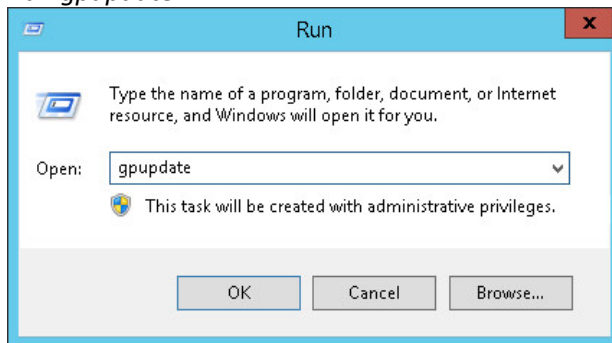 Run
x
Type the name of a program, folder, document, or Internet
resource, and Windows will open it for you.
Open:
gpupdate
This task will be created with administrative privileges.
OK
Cancel
Browse...